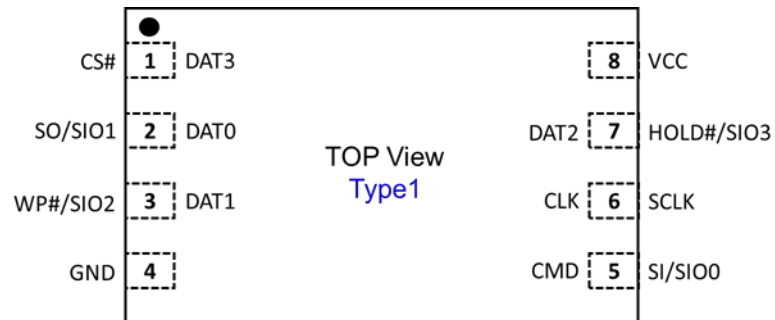 CS# 1 DAT3 8 VCC
SO/SIO1 2 DAT0 DAT2 7 HOLD#/SIO3
TOP View
Type1
WP#/SIO2 3 DAT1 CLK 6 SCLK
GND 4 CMD 5 SI/SIO0